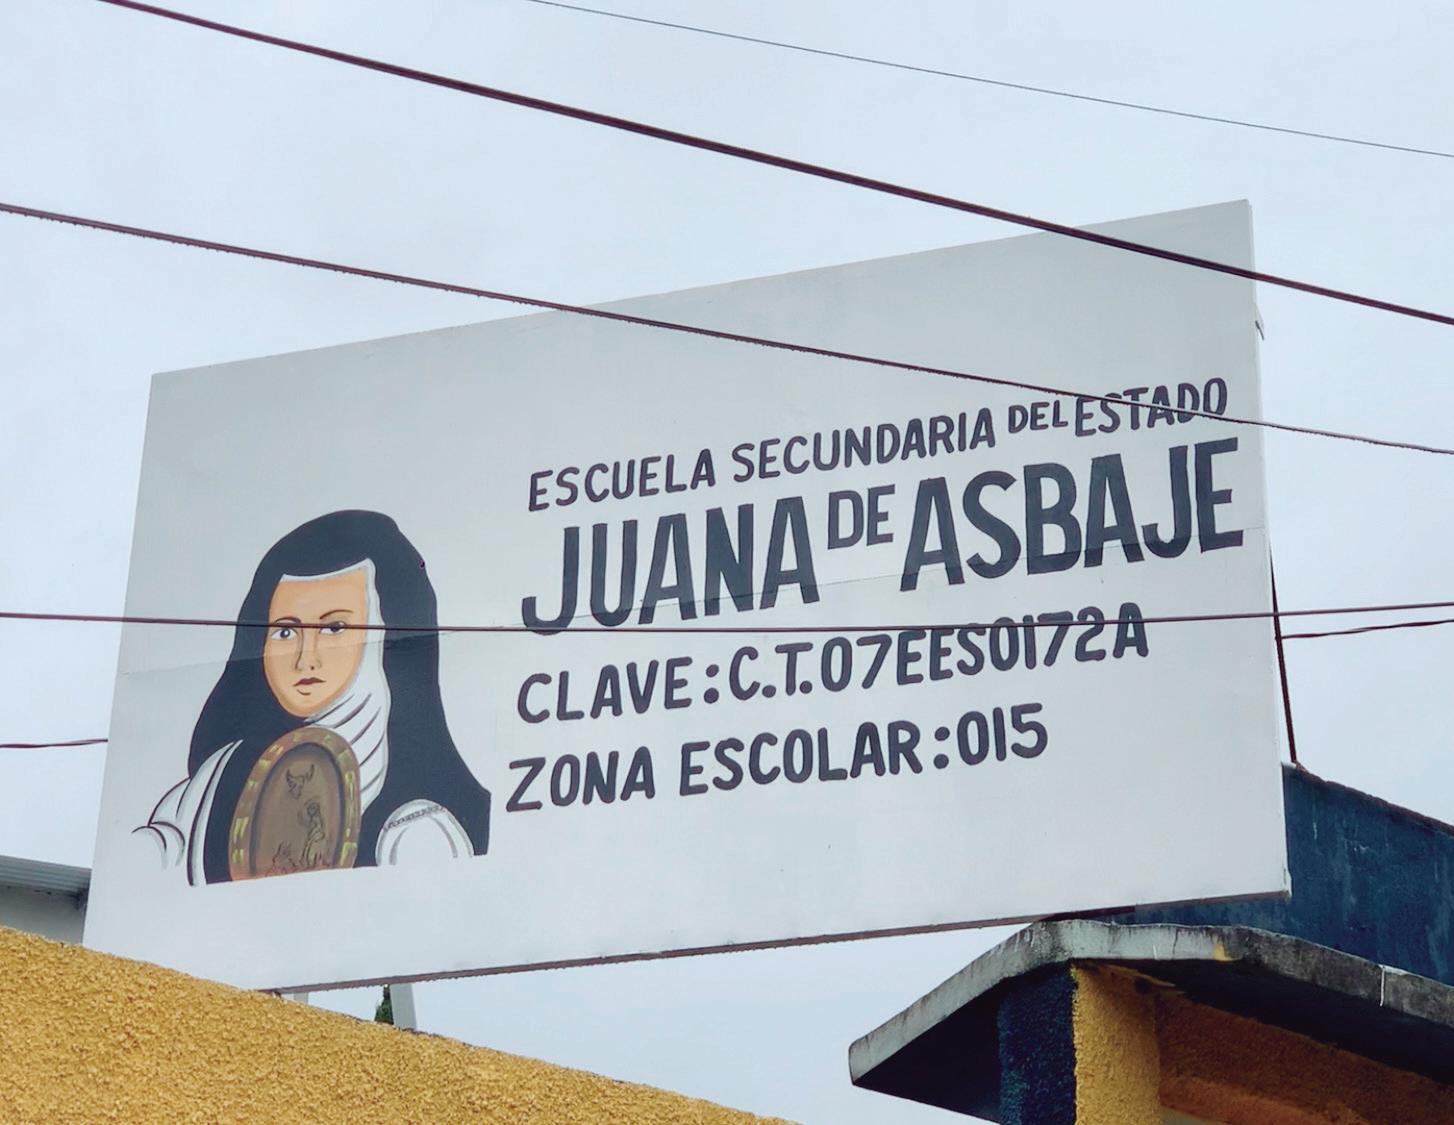 ESCUELA SECUNDARIA DEL ESTADO
JUANA DE ASBAJE
CLAVE: C.T. 07EES0172A
ZONA ESCOLAR: 015